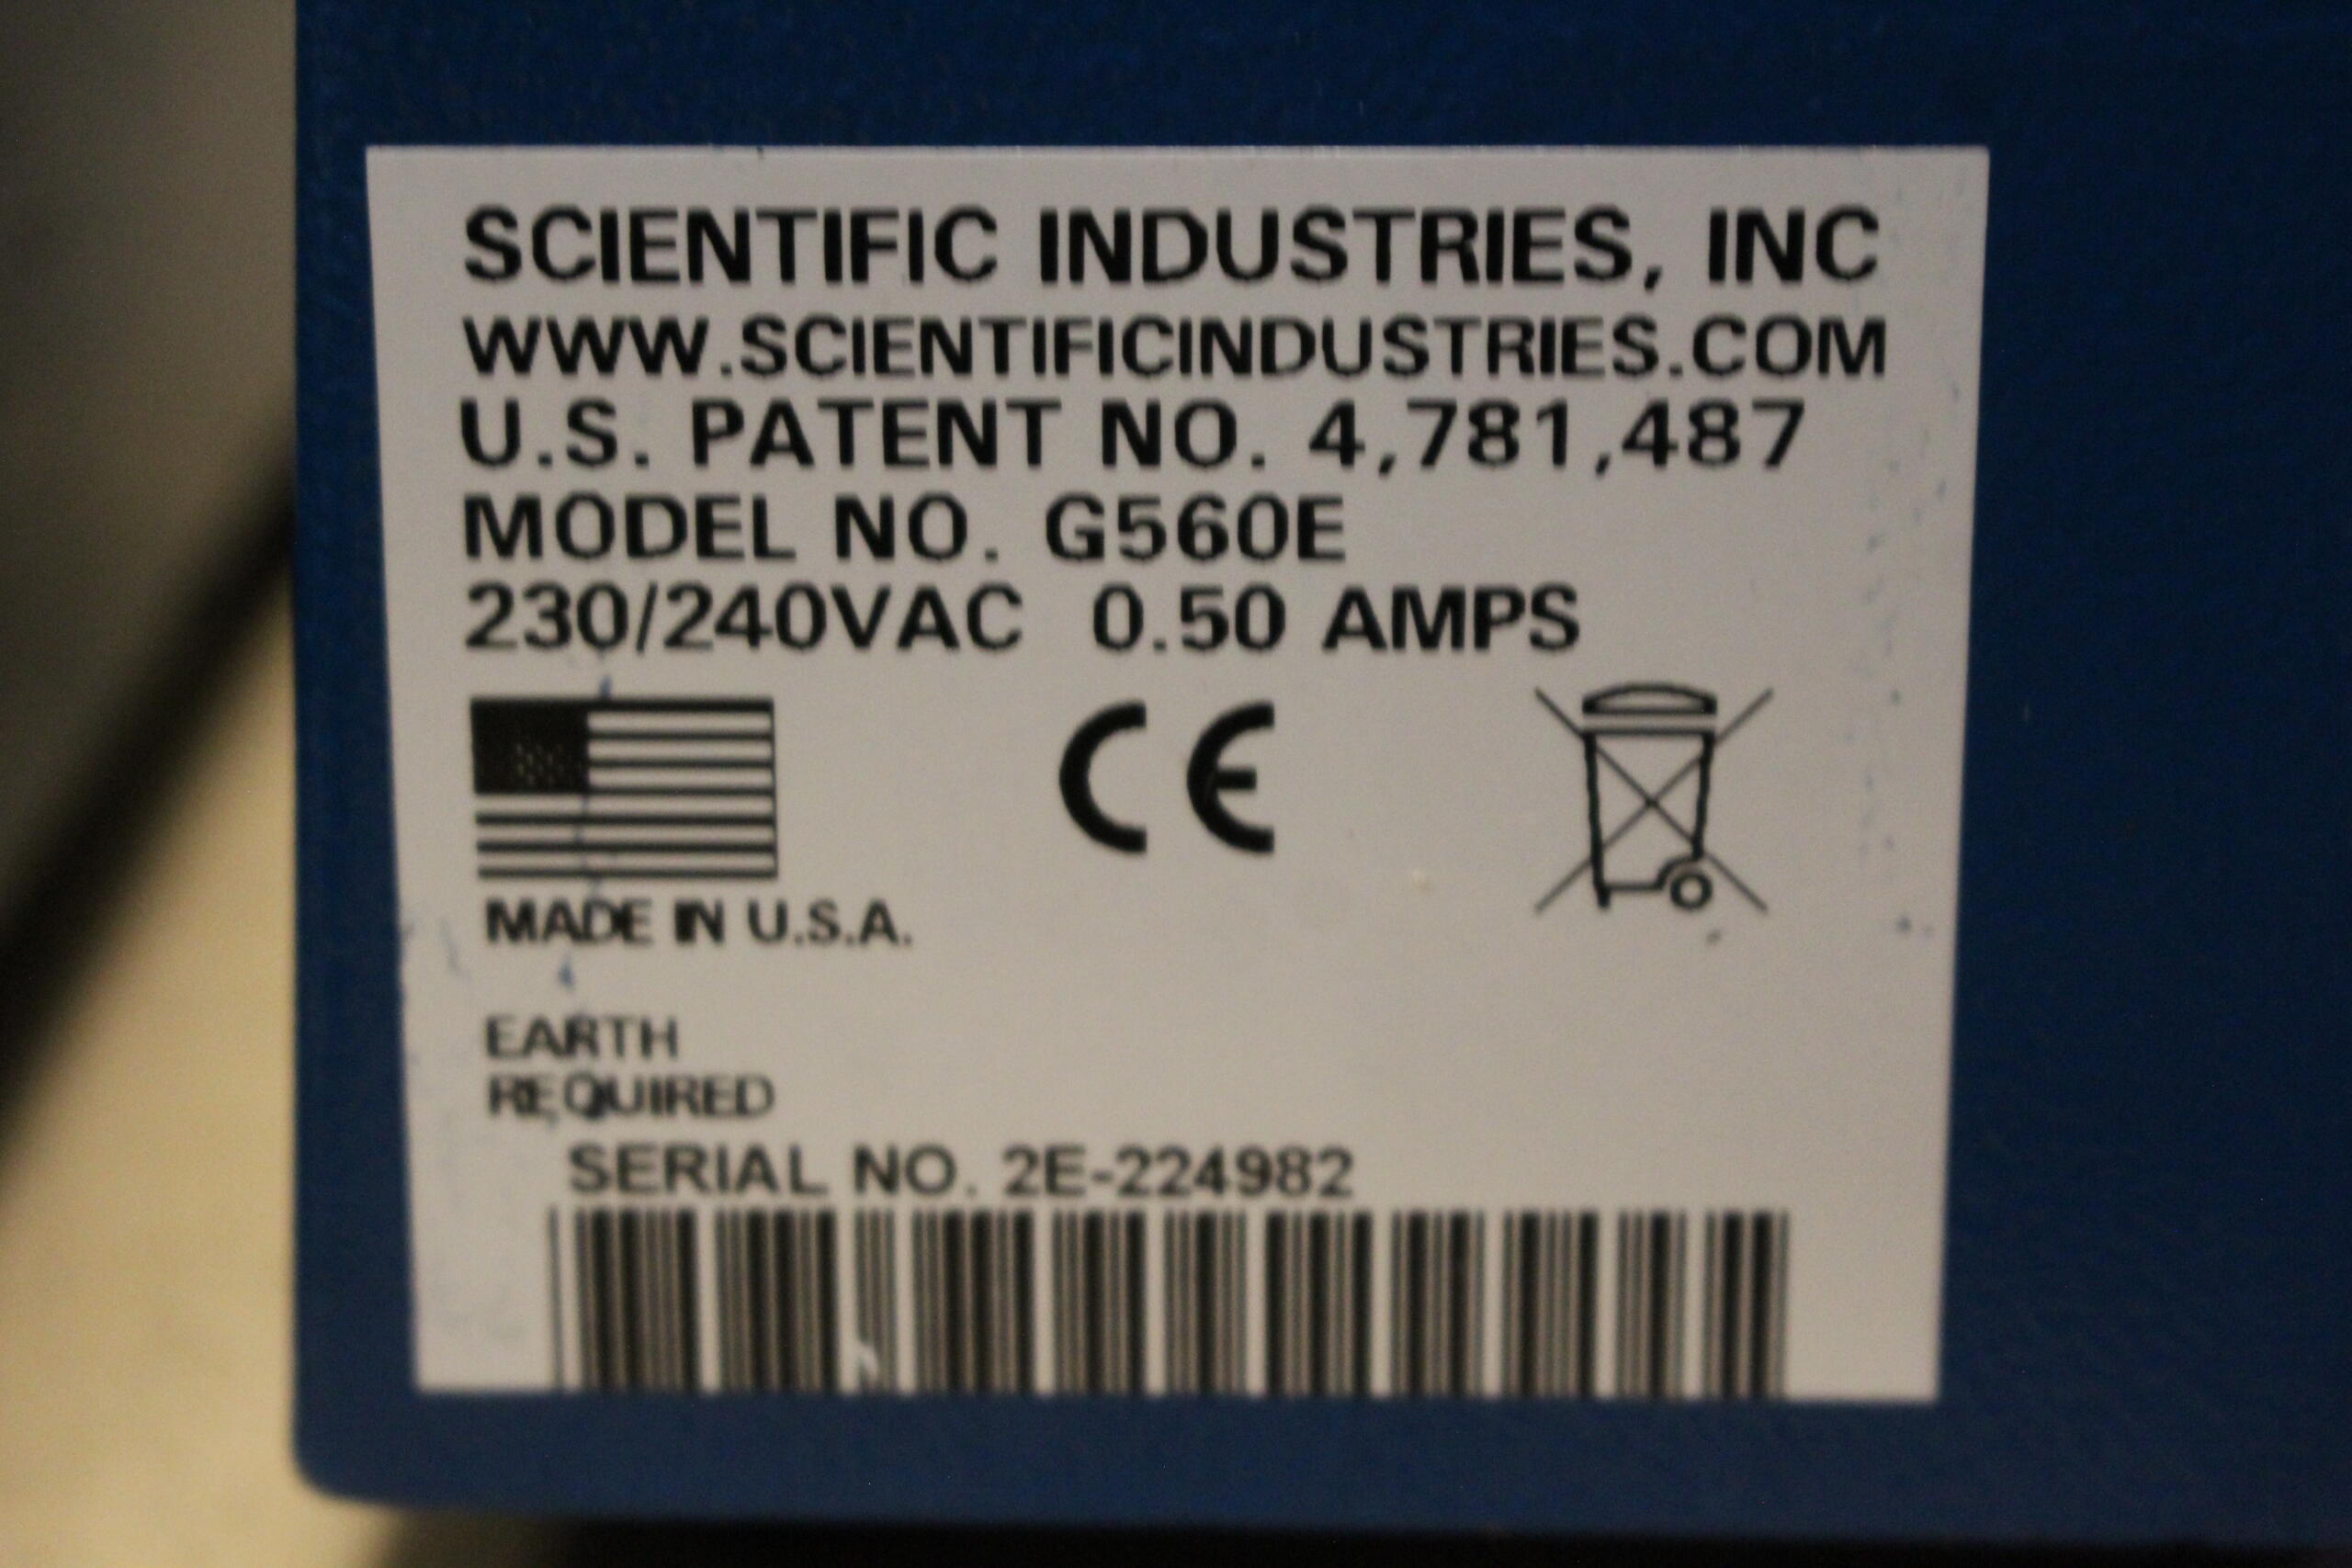 SCIENTIFIC INDUSTRIES, INC
WWW.SCIENTIFICINDUSTRIES.COM
U.S. PATENT NO. 4,781,487
MODEL NO. G560E
230/240VAC 0.50 AMPS
CE
MADE IN U.S.A.
EARTH
REQUIRED
SERIAL NO. 2E-224982